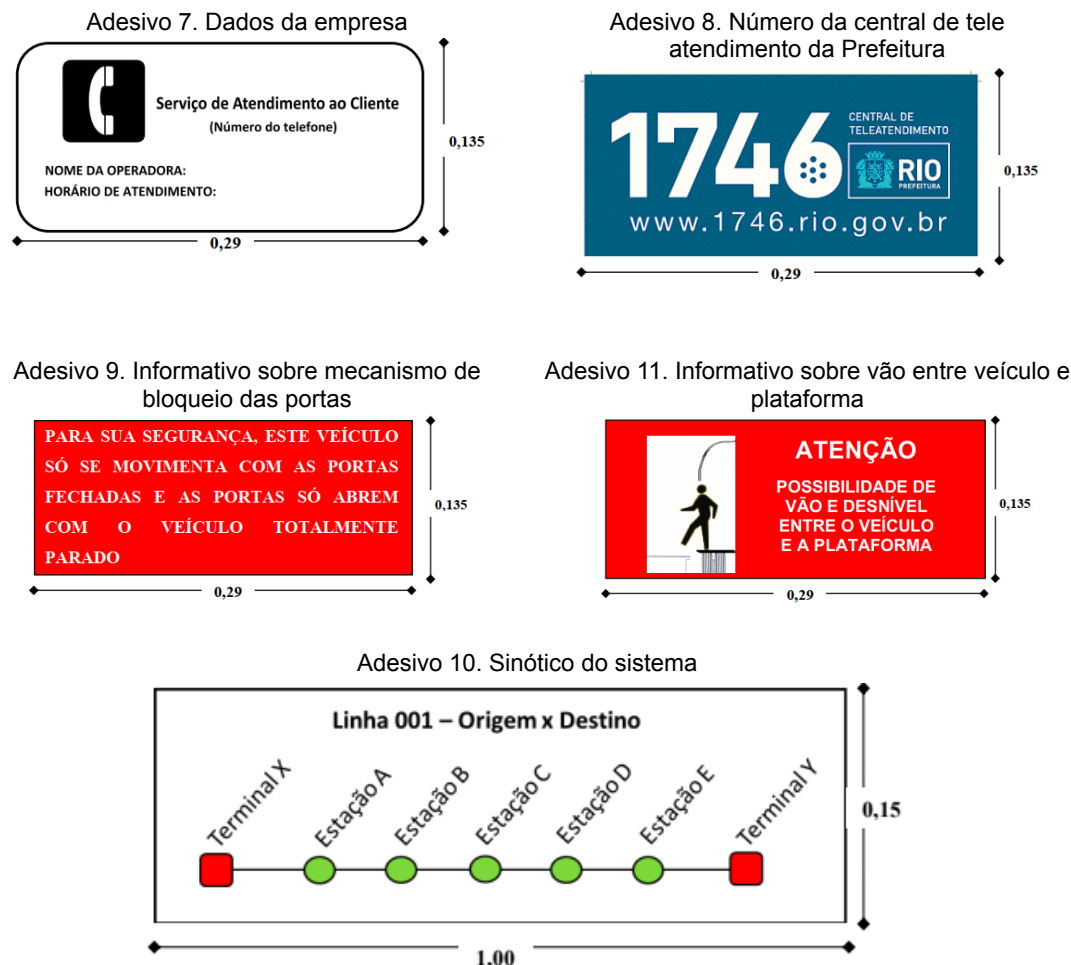 Adesivo 7. Dados da empresa
Serviço de Atendimento ao Cliente
(Número do telefone)
NOME DA OPERADORA:
HORÁRIO DE ATENDIMENTO:
0,135
0,29
Adesivo 8. Número da central de tele
atendimento da Prefeitura
1746
CENTRAL DE
TELEATENDIMENTO
RIO
PREFEITURA
www.1746.rio.gov.br
0,135
0,29
Adesivo 9. Informativo sobre mecanismo de
bloqueio das portas
PARA SUA SEGURANÇA, ESTE VEÍCULO
SÓ SE MOVIMENTA COM AS PORTAS
FECHADAS E AS PORTAS SÓ ABREM
COM O VEÍCULO TOTALMENTE
PARADO
0,135
0,29
Adesivo 11. Informativo sobre vão entre veículo e
plataforma
ATENÇÃO
POSSIBILIDADE DE
VÃO E DESNÍVEL
ENTRE O VEÍCULO
E A PLATAFORMA
0,135
0,29
Adesivo 10. Sinótico do sistema
Linha 001 – Origem x Destino
Terminal X
Estação A
Estação B
Estação C
Estação D
Estação E
Terminal Y
0,15
1,00